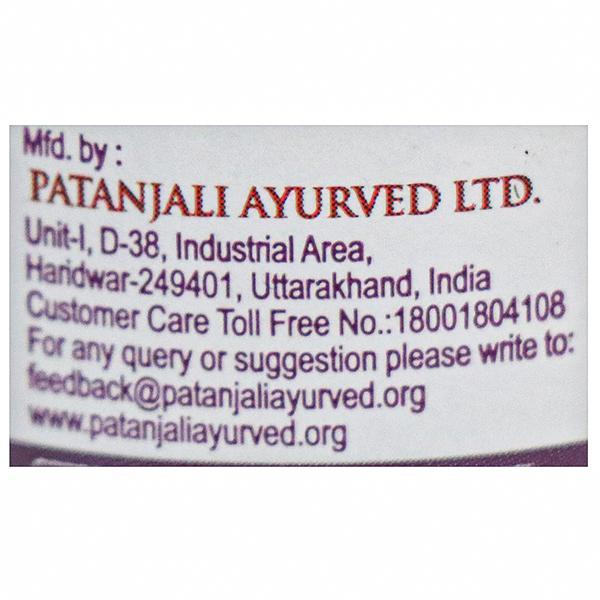 Mfd. by :
PATANJALI AYURVED LTD.
Unit-I, D-38, Industrial Area,
Haridwar-249401, Uttarakhand, India
Customer Care Toll Free No.:18001804108
For any query or suggestion please write to:
feedback@patanjaliayurved.org
www.patanjaliayurved.org